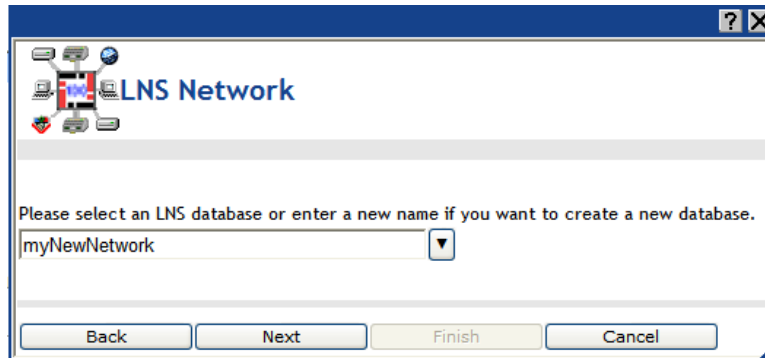 LNS Network
Please select an LNS database or enter a new name if you want to create a new database.
myNewNetwork
Back Next Finish Cancel